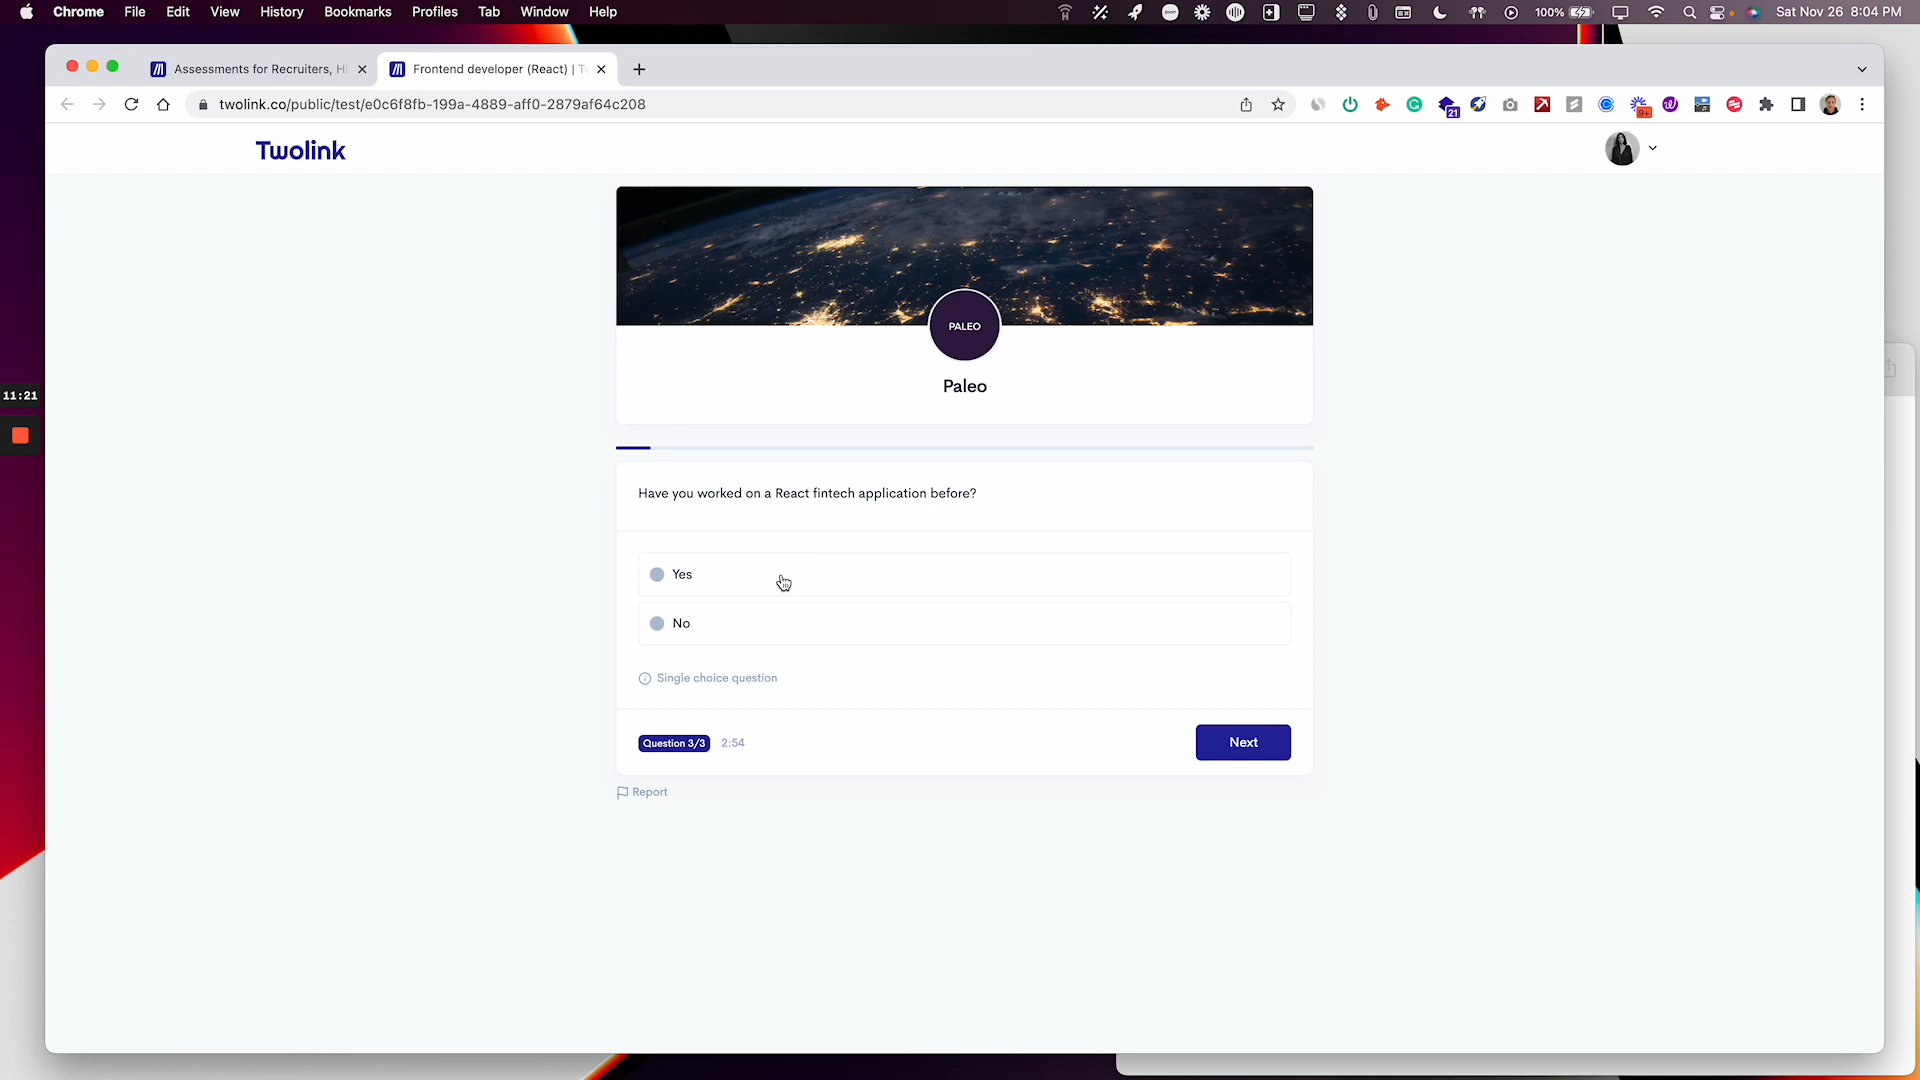 Chrome File Edit View History Bookmarks Profiles Tab Window Help 100% Sat Nov 26 8:04 PM
Assessments for Recruiters, H
Frontend developer (React) | T
twolink.co/public/test/e0c6f8fb-199a-4889-aff0-2879af64c208
21
9+
Twolink
PALEO
Paleo
11:21
Have you worked on a React fintech application before?
Yes
No
Single choice question
Question 3/3 2:54
Next
Report